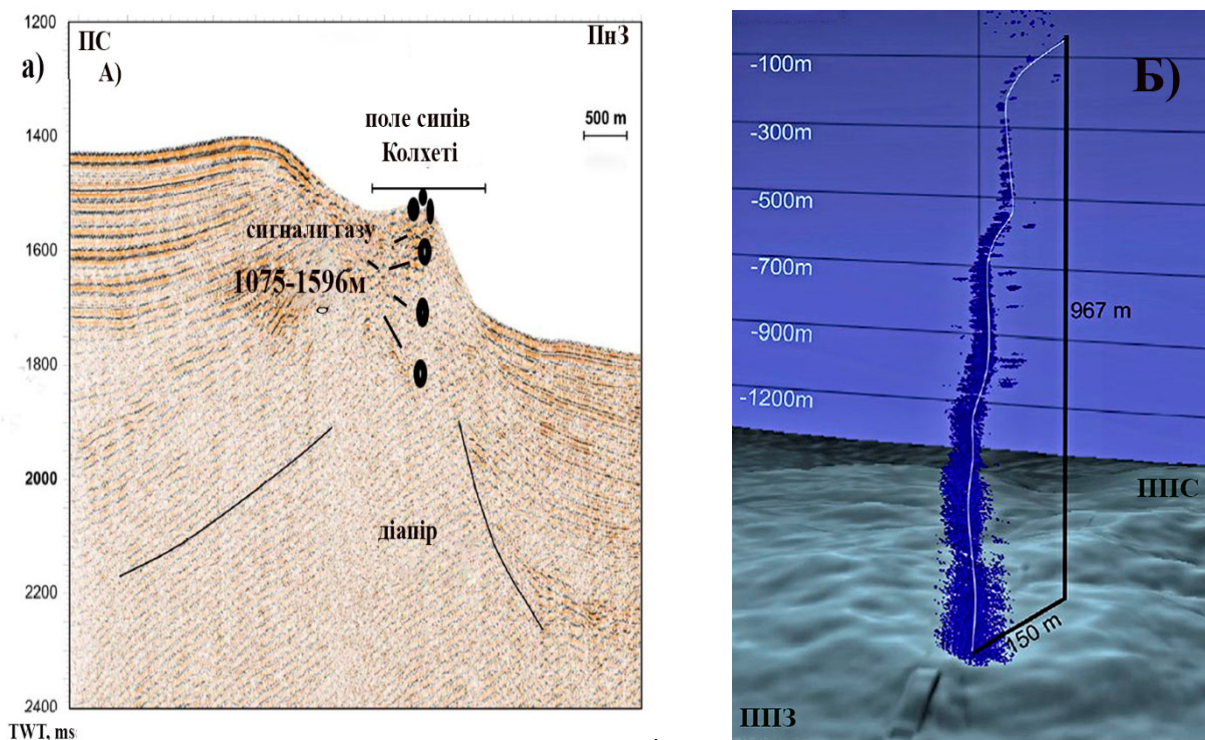 1200
1400
1600
1800
2000
2200
2400
TWT, ms
а)
ПС
А)
ПнЗ
500 m
поле сипів
Колхеті
сигнали газу
1075-1596м
діапір
Б)
-100m
-300m
-500m
-700m
-900m
-1200m
967 m
150 m
ППС
ППЗ